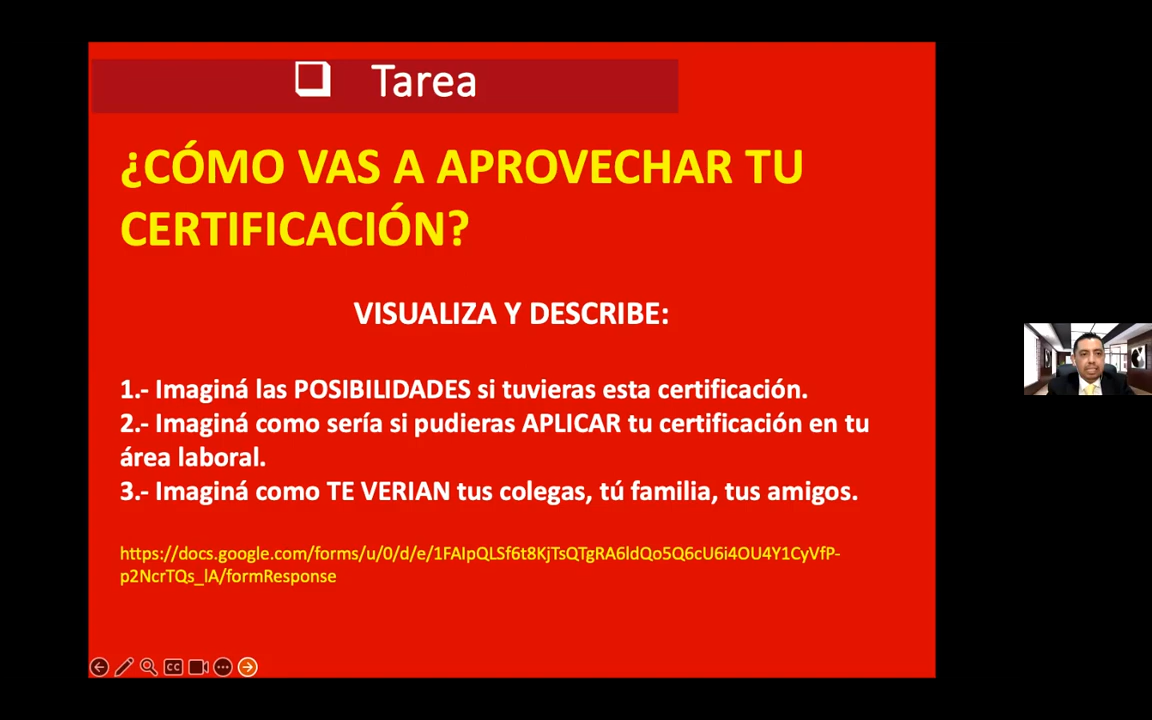 Tarea
¿CÓMO VAS A APROVECHAR TU
CERTIFICACIÓN?
VISUALIZA Y DESCRIBE:
1.- Imaginá las POSIBILIDADES si tuvieras esta certificación.
2.- Imaginá como sería si pudieras APLICAR tu certificación en tu
área laboral.
3.- Imaginá como TE VERIAN tus colegas, tú familia, tus amigos.
https://docs.google.com/forms/u/0/d/e/1FAIpQLSf6t8KjTsQTgRA6ldQo5Q6cU6i4OU4Y1CyVfP-
p2NcrTQs_lA/formResponse
CC